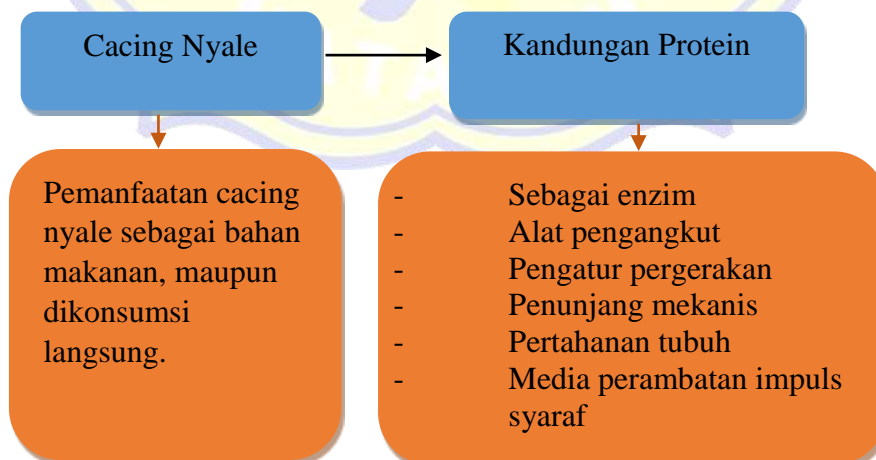 Cacing Nyale
Kandungan Protein
Pemanfaatan cacing
nyale sebagai bahan
makanan, maupun
dikonsumsi
langsung.
- Sebagai enzim
- Alat pengangkut
- Pengatur pergerakan
- Penunjang mekanis
- Pertahanan tubuh
- Media perambatan impuls
syaraf